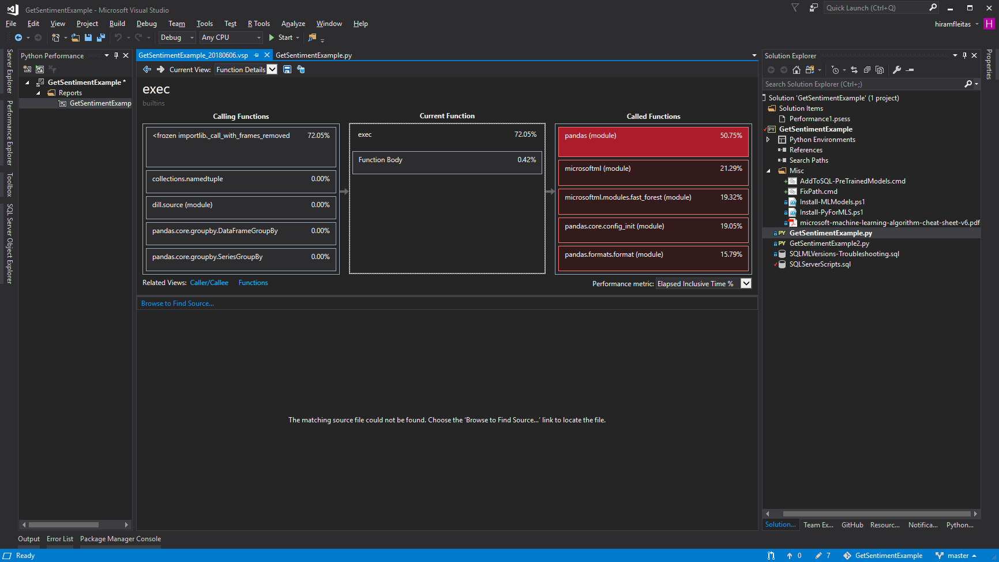 GetSentimentExample - Microsoft Visual Studio
Quick Launch (Ctrl+Q)
File Edit View Project Build Debug Team Tools Test R Tools Analyze Window Help
hiramfleitas H
Debug Any CPU Start
Server Explorer
Performance Explorer
Toolbox
SQL Server Object Explorer
Python Performance
GetSentimentExample *
Reports
GetSentimentExamp
GetSentimentExample_20180606.vsp GetSentimentExample.py
Current View: Function Details
exec
builtins
Calling Functions
<frozen importlib._call_with_frames_removed 72.05%
collections.namedtuple 0.00%
dill.source (module) 0.00%
pandas.core.groupby.DataFrameGroupBy 0.00%
pandas.core.groupby.SeriesGroupBy 0.00%
Current Function
exec 72.05%
Function Body 0.42%
Called Functions
pandas (module) 50.75%
microsoftml (module) 21.29%
microsoftml.modules.fast_forest (module) 19.32%
pandas.core.config_init (module) 19.05%
pandas.formats.format (module) 15.79%
Related Views: Caller/Callee Functions
Performance metric: Elapsed Inclusive Time %
Browse to Find Source...
The matching source file could not be found. Choose the 'Browse to Find Source...' link to locate the file.
Solution Explorer
Search Solution Explorer (Ctrl+;)
Solution 'GetSentimentExample' (1 project)
Solution Items
Performance1.psess
PY GetSentimentExample
Python Environments
References
Search Paths
Misc
AddToSQL-PreTrainedModels.cmd
FixPath.cmd
Install-MLModels.ps1
Install-PyForMLS.ps1
microsoft-machine-learning-algorithm-cheat-sheet-v6.pdf
PY GetSentimentExample.py
PY GetSentimentExample2.py
SQLMLVersions-Troubleshooting.sql
SQLServerScripts.sql
Solution... Team Ex... GitHub Resourc... Notifica... Python...
Properties
Output Error List Package Manager Console
Ready
0 7 GetSentimentExample master